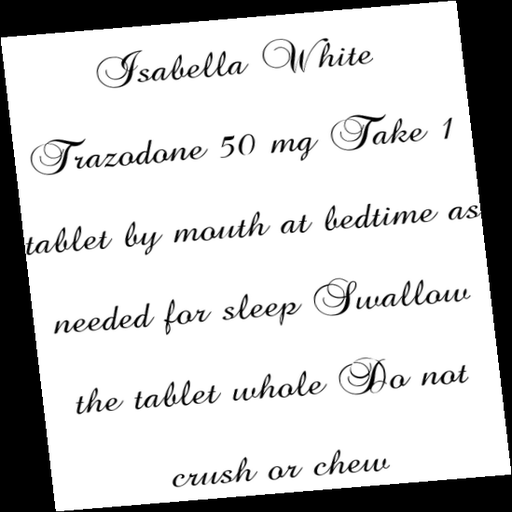 Isabella White
Trazodone 50 mg Take 1
tablet by mouth at bedtime as
needed for sleep Swallow
the tablet whole Do not
crush or chew